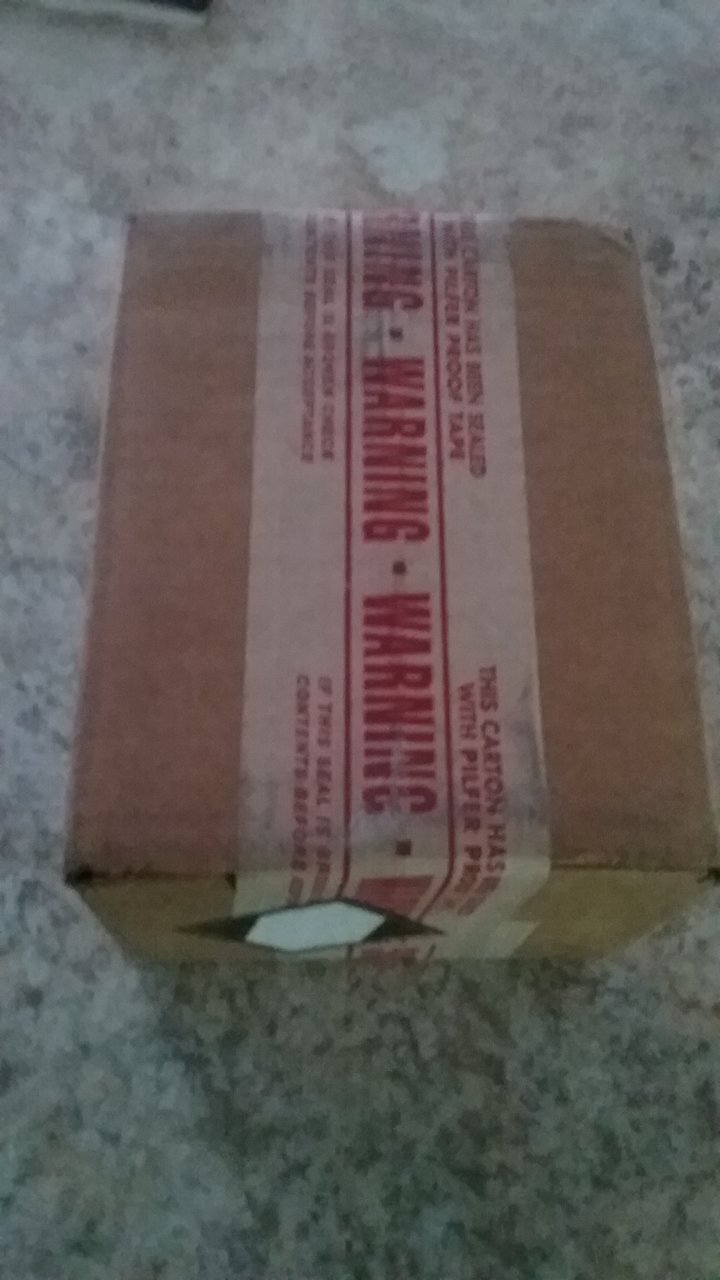 THIS CARTON HAS BEEN SEALED
WITH PILFER PROOF TAPE
WARNING · WARNING
IF THIS SEAL IS BROKEN CHECK
CONTENTS BEFORE ACCEPTANCE
THIS CARTON HAS
WITH PILFER PROOF
WARNING ·
IF THIS SEAL IS
CONTENTS BEFORE